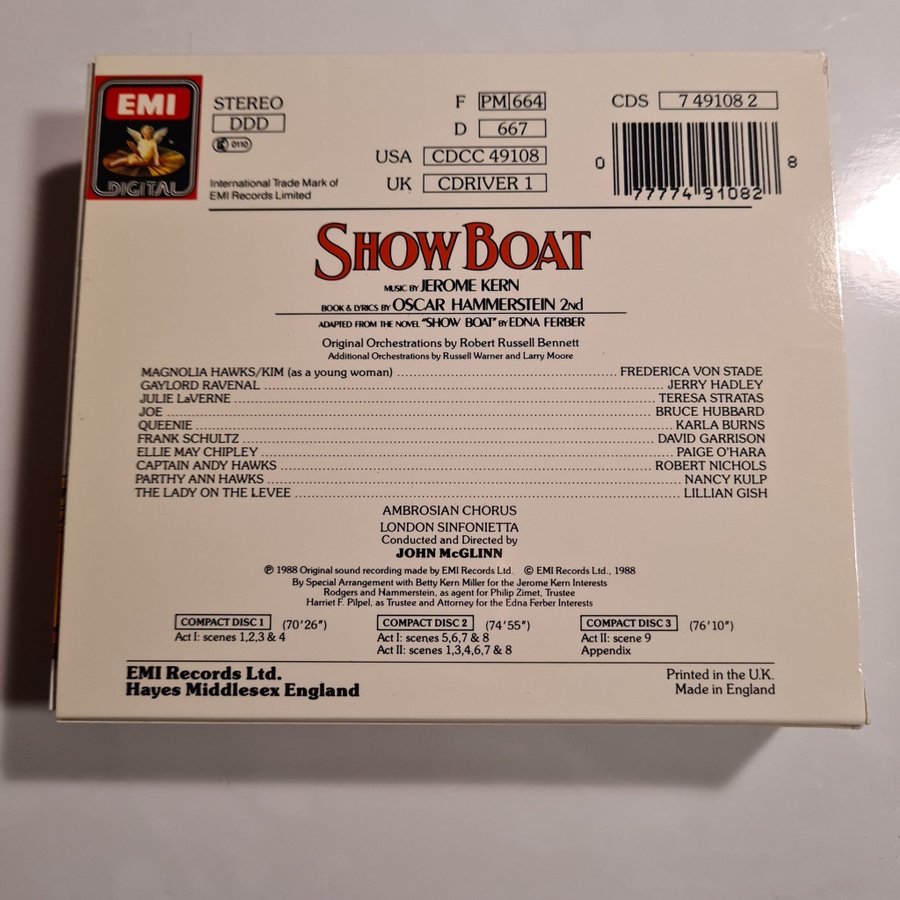 EMI
DIGITAL
STEREO
DDD
0110
International Trade Mark of
EMI Records Limited
F PM 664
D 667
USA CDCC 49108
UK CDRIVER 1
CDS 7 49108 2
0 77774 91082 8
SHOW BOAT
MUSIC BY JEROME KERN
BOOK & LYRICS BY OSCAR HAMMERSTEIN 2nd
ADAPTED FROM THE NOVEL "SHOW BOAT" BY EDNA FERBER
Original Orchestrations by Robert Russell Bennett
Additional Orchestrations by Russell Warner and Larry Moore
MAGNOLIA HAWKS/KIM (as a young woman) ........ FREDERICA VON STADE
GAYLORD RAVENAL ........ JERRY HADLEY
JULIE LaVERNE ........ TERESA STRATAS
JOE ........ BRUCE HUBBARD
QUEENIE ........ KARLA BURNS
FRANK SCHULTZ ........ DAVID GARRISON
ELLIE MAY CHIPLEY ........ PAIGE O'HARA
CAPTAIN ANDY HAWKS ........ ROBERT NICHOLS
PARTHY ANN HAWKS ........ NANCY KULP
THE LADY ON THE LEVEE ........ LILLIAN GISH
AMBROSIAN CHORUS
LONDON SINFONIETTA
Conducted and Directed by
JOHN McGLINN
℗ 1988 Original sound recording made by EMI Records Ltd. © EMI Records Ltd., 1988
By Special Arrangement with Betty Kern Miller for the Jerome Kern Interests
Rodgers and Hammerstein, as agent for Philip Zimet, Trustee
Harriet F. Pilpel, as Trustee and Attorney for the Edna Ferber Interests
COMPACT DISC 1 (70'26")
Act I: scenes 1,2,3 & 4
COMPACT DISC 2 (74'55")
Act I: scenes 5,6,7 & 8
Act II: scenes 1,3,4,6,7 & 8
COMPACT DISC 3 (76'10")
Act II: scene 9
Appendix
EMI Records Ltd.
Hayes Middlesex England
Printed in the U.K.
Made in England